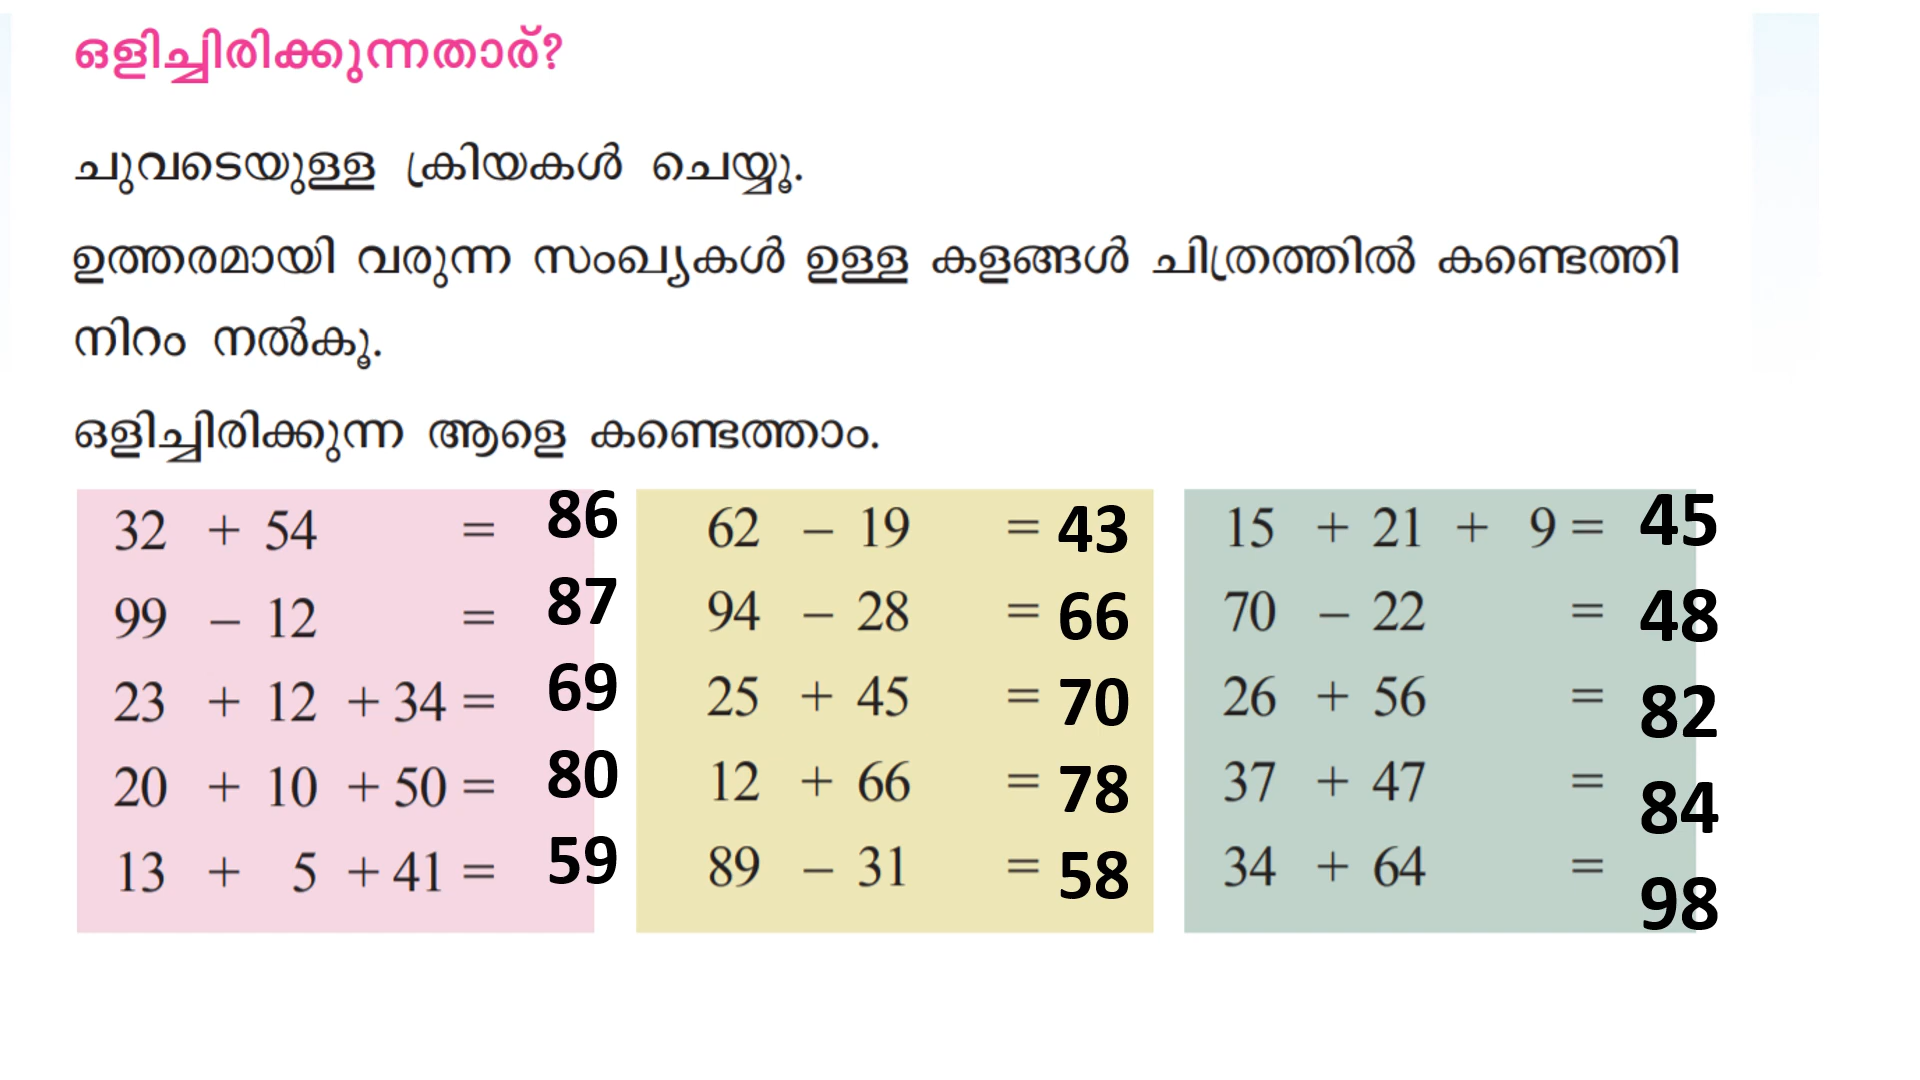 ഒളിച്ചിരിക്കുന്നതാര്?
ചുവടെയുള്ള ക്രിയകൾ ചെയ്യൂ.
ഉത്തരമായി വരുന്ന സംഖ്യകൾ ഉള്ള കളങ്ങൾ ചിത്രത്തിൽ കണ്ടെത്തി
നിറം നൽകൂ.
ഒളിച്ചിരിക്കുന്ന ആളെ കണ്ടെത്താം.
32 + 54 = 86
99 – 12 = 87
23 + 12 + 34 = 69
20 + 10 + 50 = 80
13 + 5 + 41 = 59
62 – 19 = 43
94 – 28 = 66
25 + 45 = 70
12 + 66 = 78
89 – 31 = 58
15 + 21 + 9 = 45
70 – 22 = 48
26 + 56 = 82
37 + 47 = 84
34 + 64 = 98